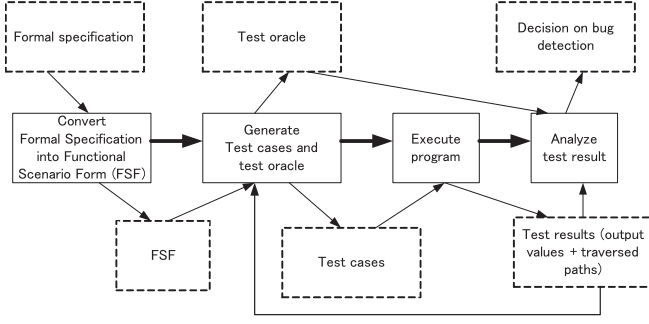 Formal specification
Test oracle
Decision on bug
detection
Convert
Formal Specification
into Functional
Scenario Form (FSF)
Generate
Test cases and
test oracle
Execute
program
Analyze
test result
FSF
Test cases
Test results (output
values + traversed
paths)